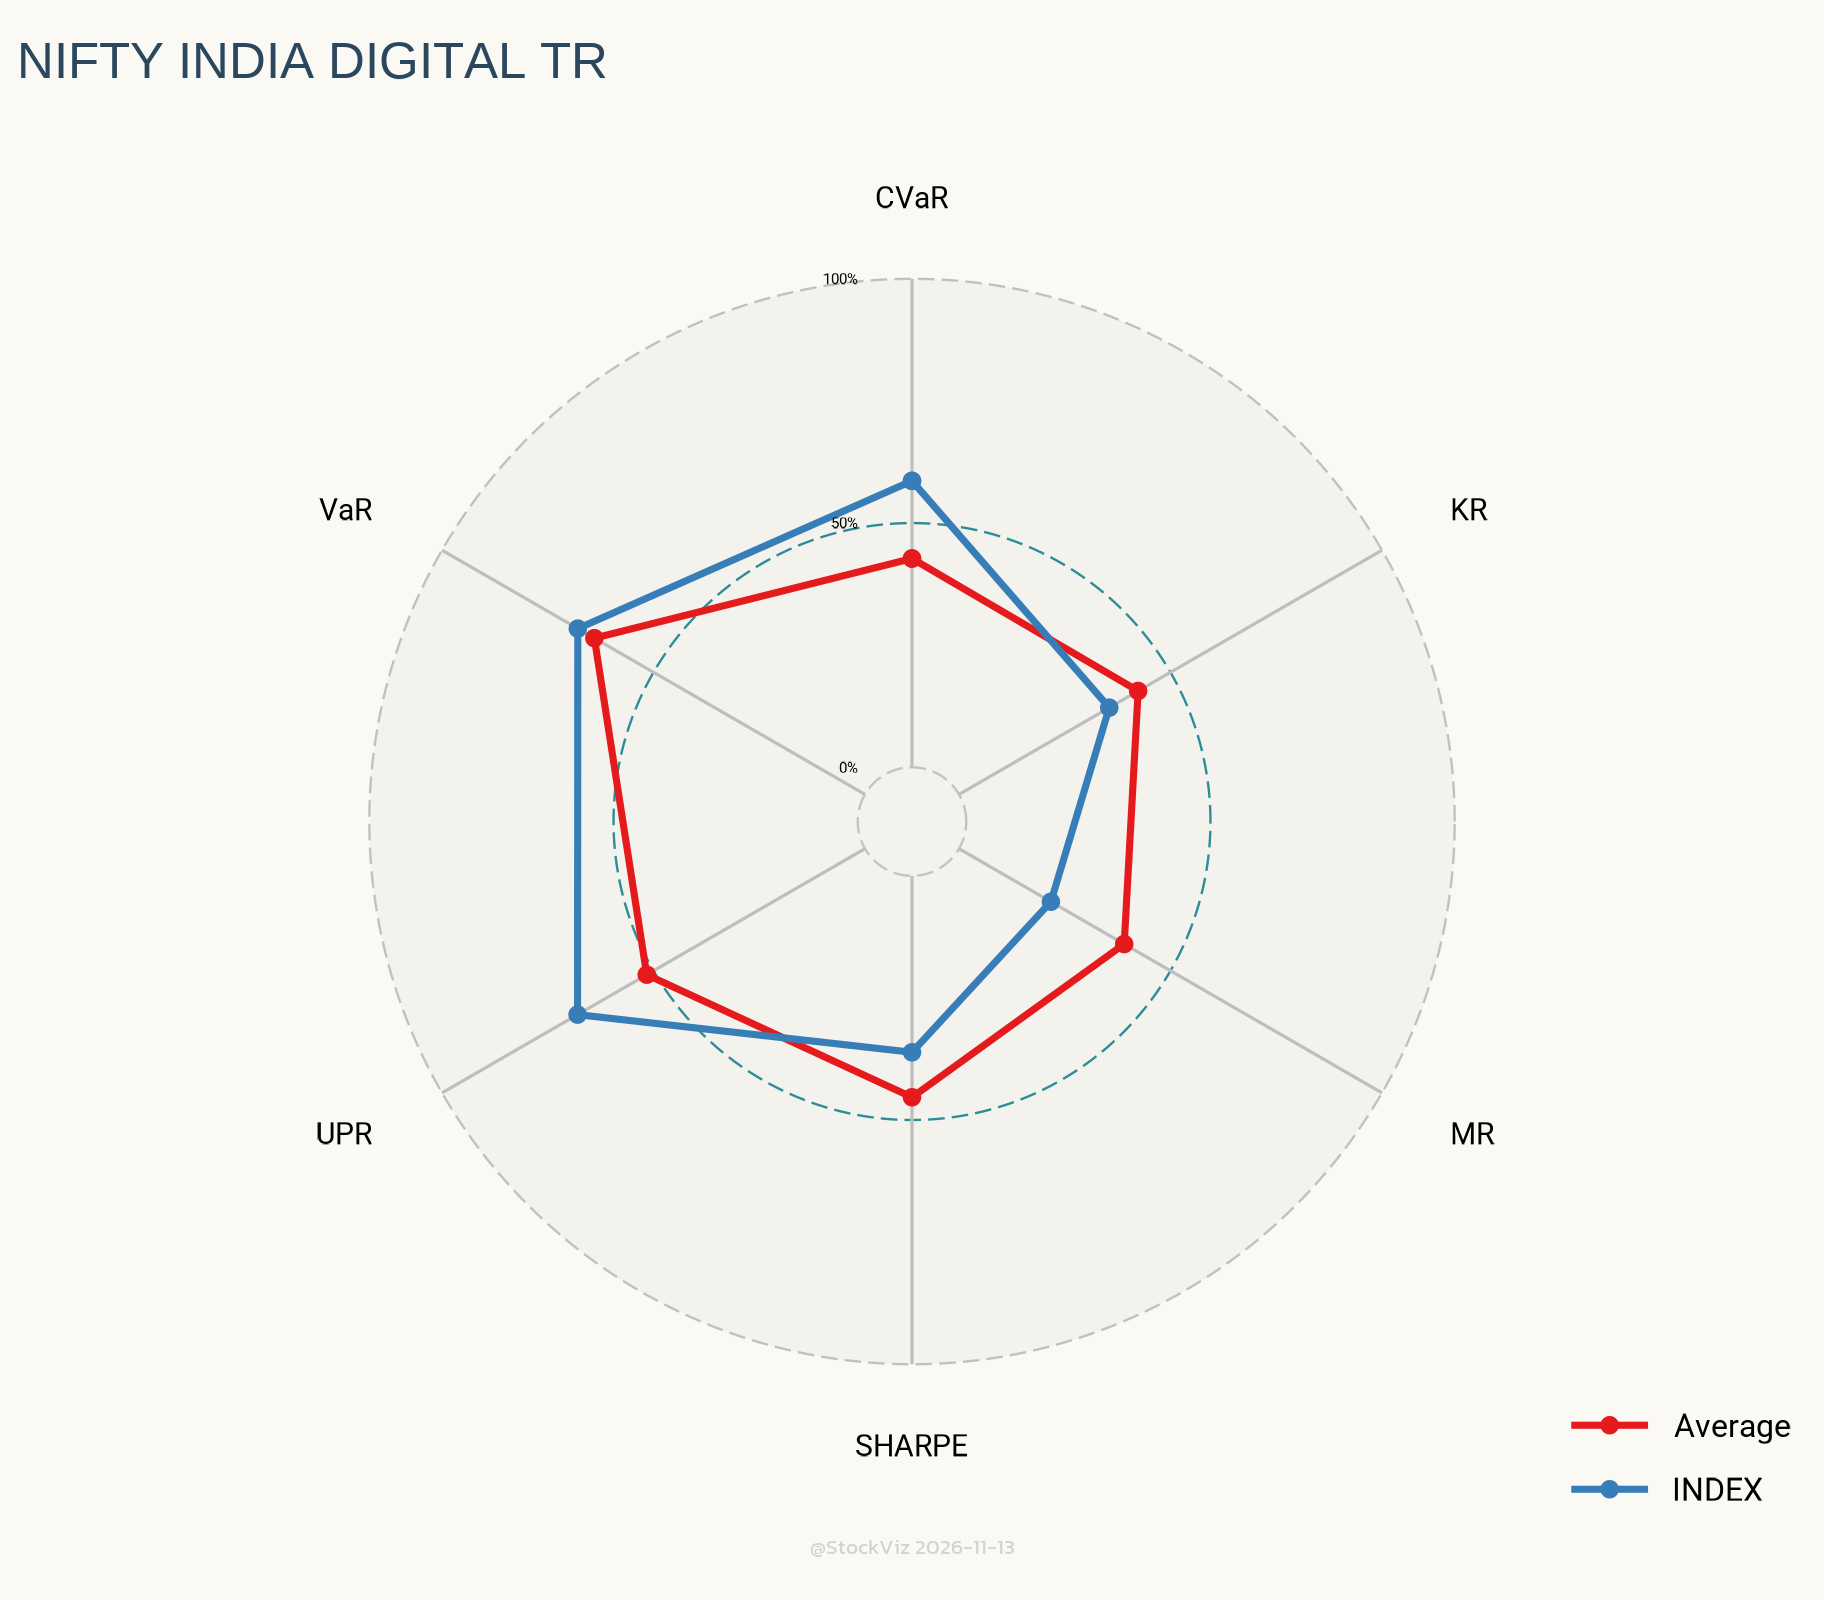 NIFTY INDIA DIGITAL TR
CVaR
100%
VaR
KR
50%
0%
UPR
MR
SHARPE
Average
INDEX
@StockViz 2026-11-13